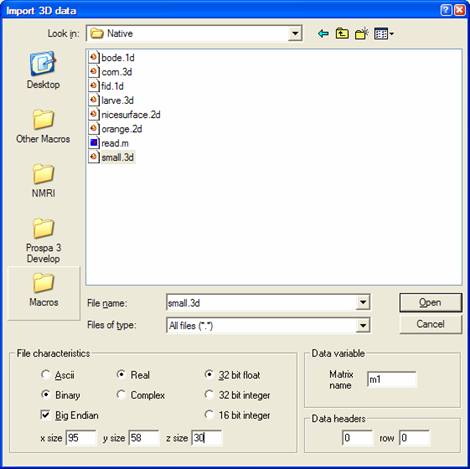 Import 3D data
Look in: Native
Desktop
Other Macros
NMRI
Prospa 3
Develop
Macros
bode.1d
com.3d
fid.1d
larve.3d
nicesurface.2d
orange.2d
read.m
small.3d
File name: small.3d Open
Files of type: All files (*.*) Cancel
File characteristics
Ascii Real 32 bit float
Binary Complex 32 bit integer
Big Endian 16 bit integer
x size 95 y size 58 z size 30
Data variable
Matrix
name m1
Data headers
0 row 0